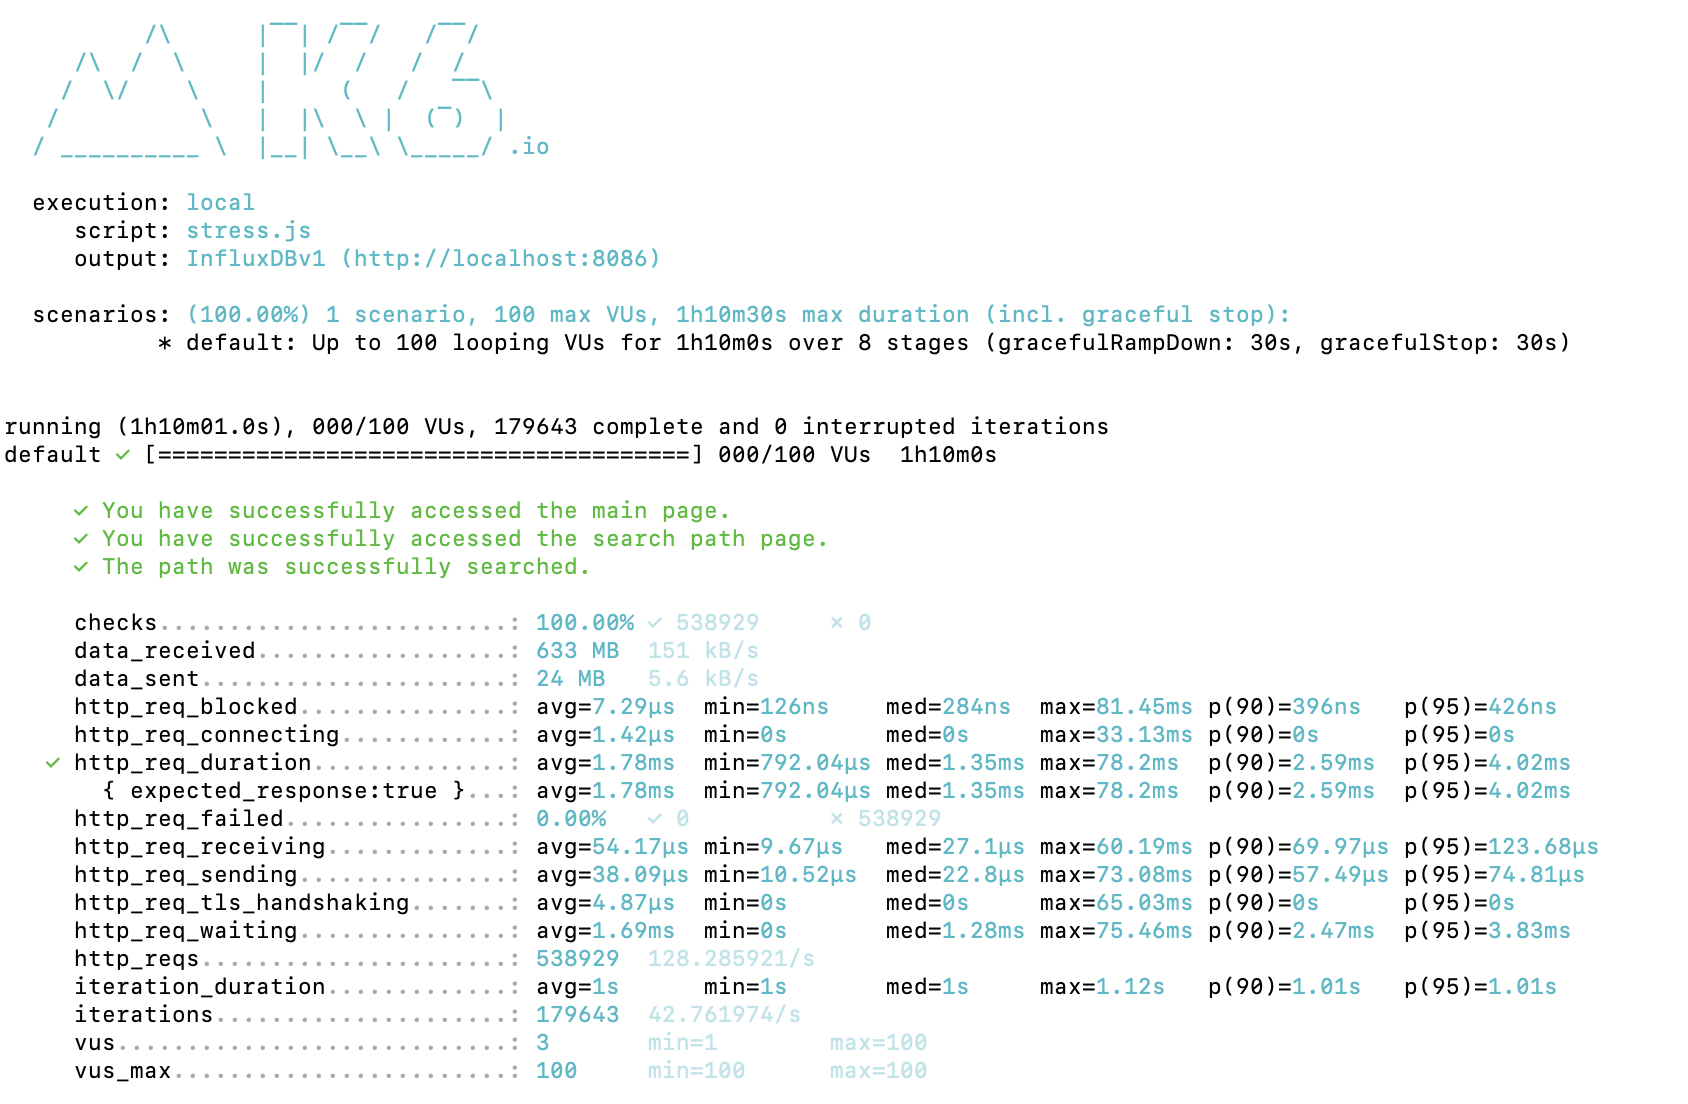 /\      |‾‾| /‾‾/   /‾‾/
     /\  /  \     |  |/  /   /  /
    /  \/    \    |     (   /   ‾‾\
   /          \   |  |\  \ |  (‾)  |
  / __________ \  |__| \__\ \_____/ .io

  execution: local
     script: stress.js
     output: InfluxDBv1 (http://localhost:8086)

  scenarios: (100.00%) 1 scenario, 100 max VUs, 1h10m30s max duration (incl. graceful stop):
           * default: Up to 100 looping VUs for 1h10m0s over 8 stages (gracefulRampDown: 30s, gracefulStop: 30s)

running (1h10m01.0s), 000/100 VUs, 179643 complete and 0 interrupted iterations
default ✓ [======================================] 000/100 VUs  1h10m0s

     ✓ You have successfully accessed the main page.
     ✓ You have successfully accessed the search path page.
     ✓ The path was successfully searched.

     checks.........................: 100.00% ✓ 538929     ✗ 0
     data_received..................: 633 MB  151 kB/s
     data_sent......................: 24 MB   5.6 kB/s
     http_req_blocked...............: avg=7.29µs  min=126ns    med=284ns  max=81.45ms p(90)=396ns   p(95)=426ns
     http_req_connecting............: avg=1.42µs  min=0s       med=0s     max=33.13ms p(90)=0s      p(95)=0s
   ✓ http_req_duration..............: avg=1.78ms  min=792.04µs med=1.35ms max=78.2ms  p(90)=2.59ms  p(95)=4.02ms
       { expected_response:true }...: avg=1.78ms  min=792.04µs med=1.35ms max=78.2ms  p(90)=2.59ms  p(95)=4.02ms
     http_req_failed................: 0.00%   ✓ 0          ✗ 538929
     http_req_receiving.............: avg=54.17µs min=9.67µs   med=27.1µs max=60.19ms p(90)=69.97µs p(95)=123.68µs
     http_req_sending...............: avg=38.09µs min=10.52µs  med=22.8µs max=73.08ms p(90)=57.49µs p(95)=74.81µs
     http_req_tls_handshaking.......: avg=4.87µs  min=0s       med=0s     max=65.03ms p(90)=0s      p(95)=0s
     http_req_waiting...............: avg=1.69ms  min=0s       med=1.28ms max=75.46ms p(90)=2.47ms  p(95)=3.83ms
     http_reqs......................: 538929  128.285921/s
     iteration_duration.............: avg=1s      min=1s       med=1s     max=1.12s   p(90)=1.01s   p(95)=1.01s
     iterations.....................: 179643  42.761974/s
     vus............................: 3       min=1        max=100
     vus_max........................: 100     min=100      max=100